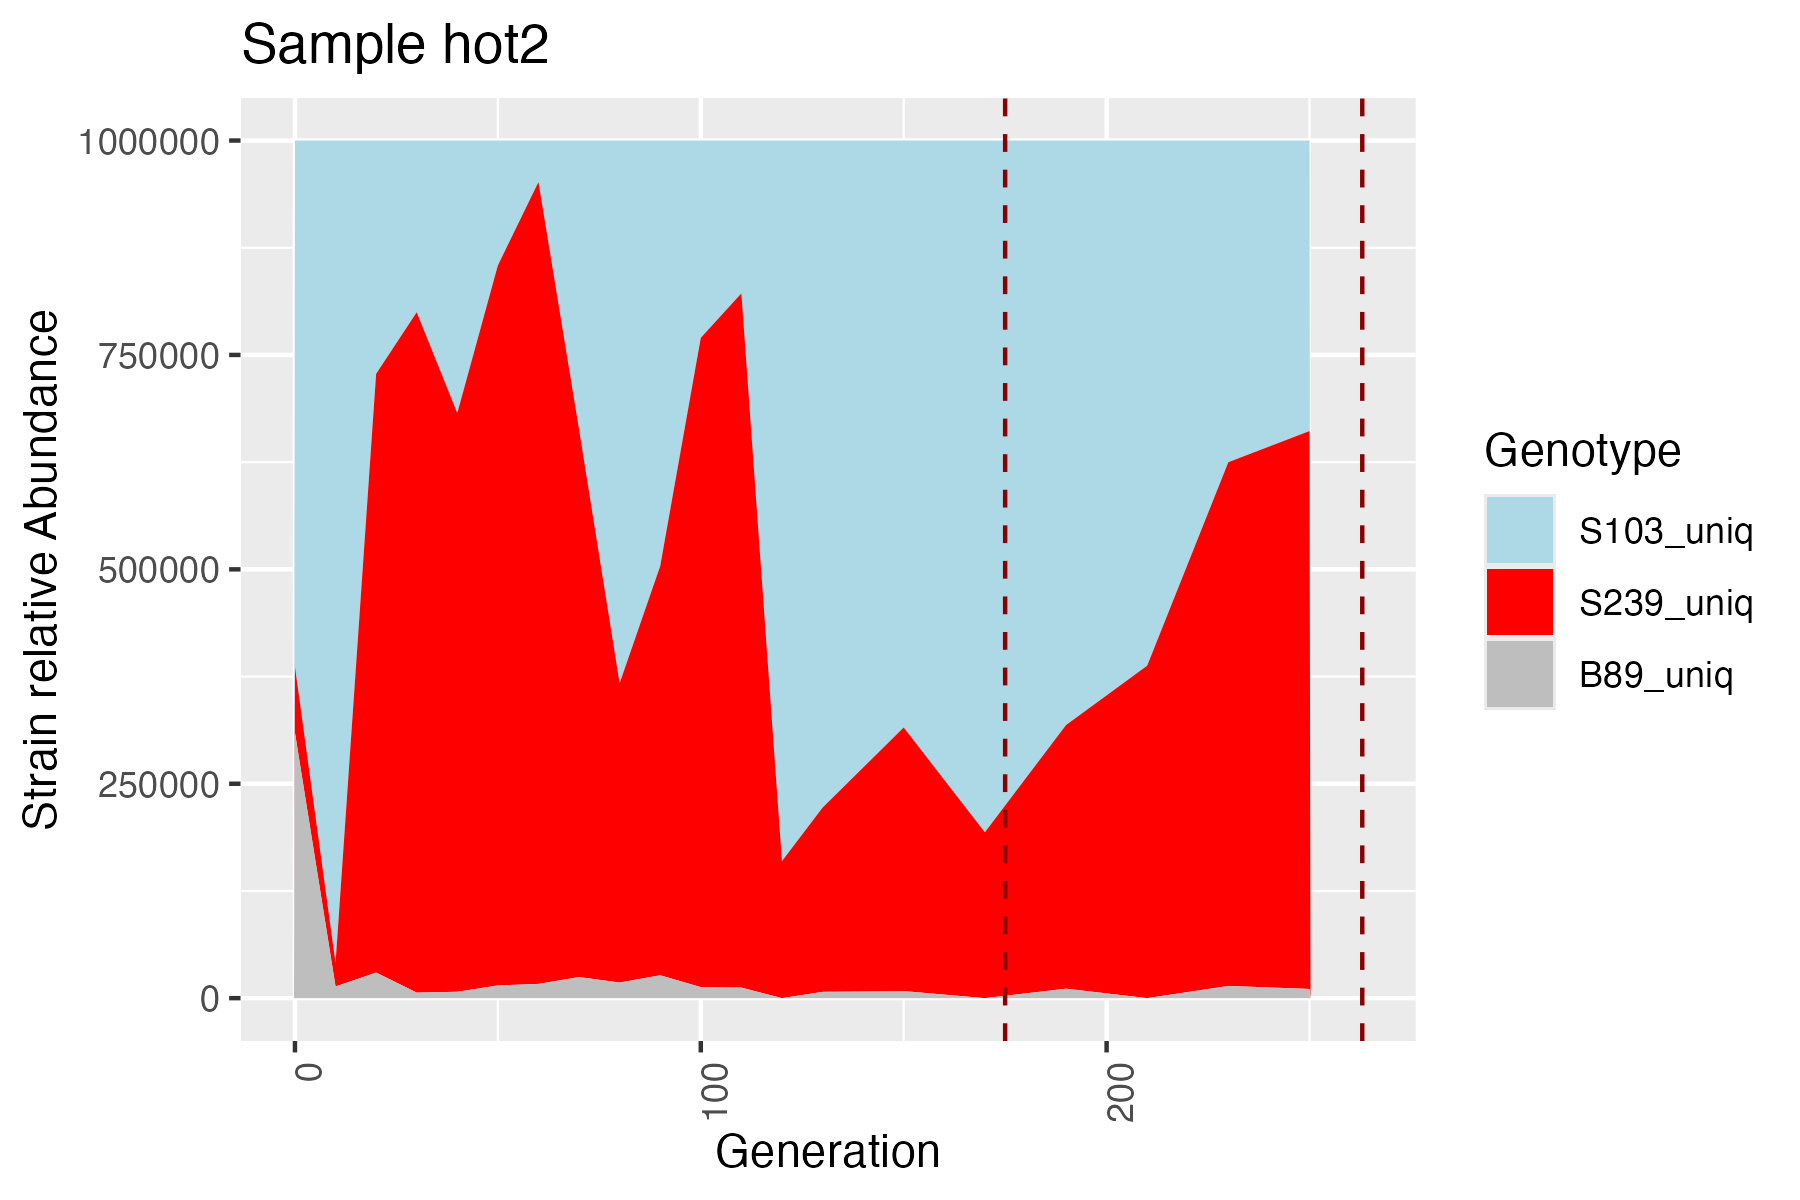 Sample hot2
Strain relative Abundance
1000000
750000
500000
250000
0
0
100
200
Generation
Genotype
S103_uniq
S239_uniq
B89_uniq